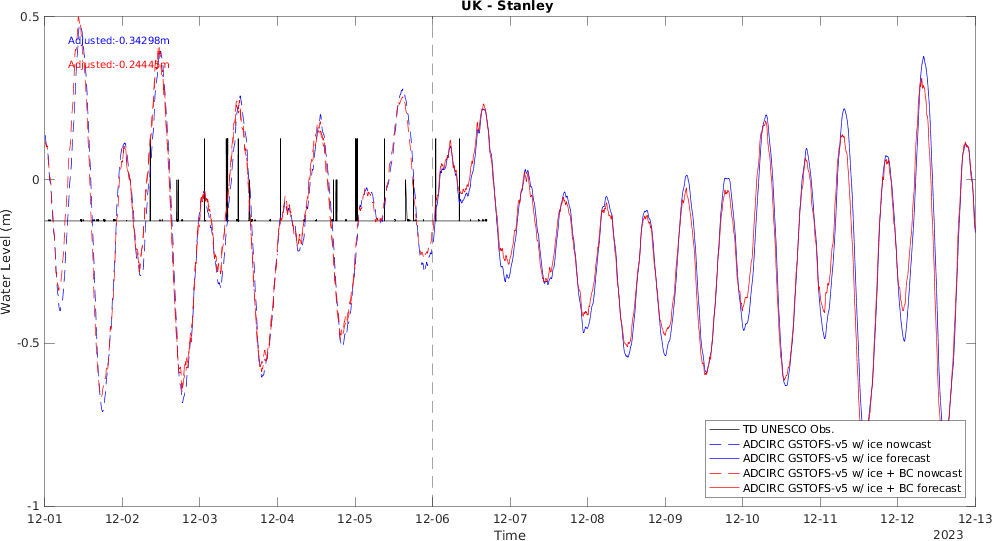 UK - Stanley
0.5
Adjusted:-0.34298m
Adjusted:-0.24445m
0
Water Level (m)
-0.5
TD UNESCO Obs.
ADCIRC GSTOFS-v5 w/ ice nowcast
ADCIRC GSTOFS-v5 w/ ice forecast
ADCIRC GSTOFS-v5 w/ ice + BC nowcast
ADCIRC GSTOFS-v5 w/ ice + BC forecast
-1
12-01 12-02 12-03 12-04 12-05 12-06 12-07 12-08 12-09 12-10 12-11 12-12 12-13
Time
2023